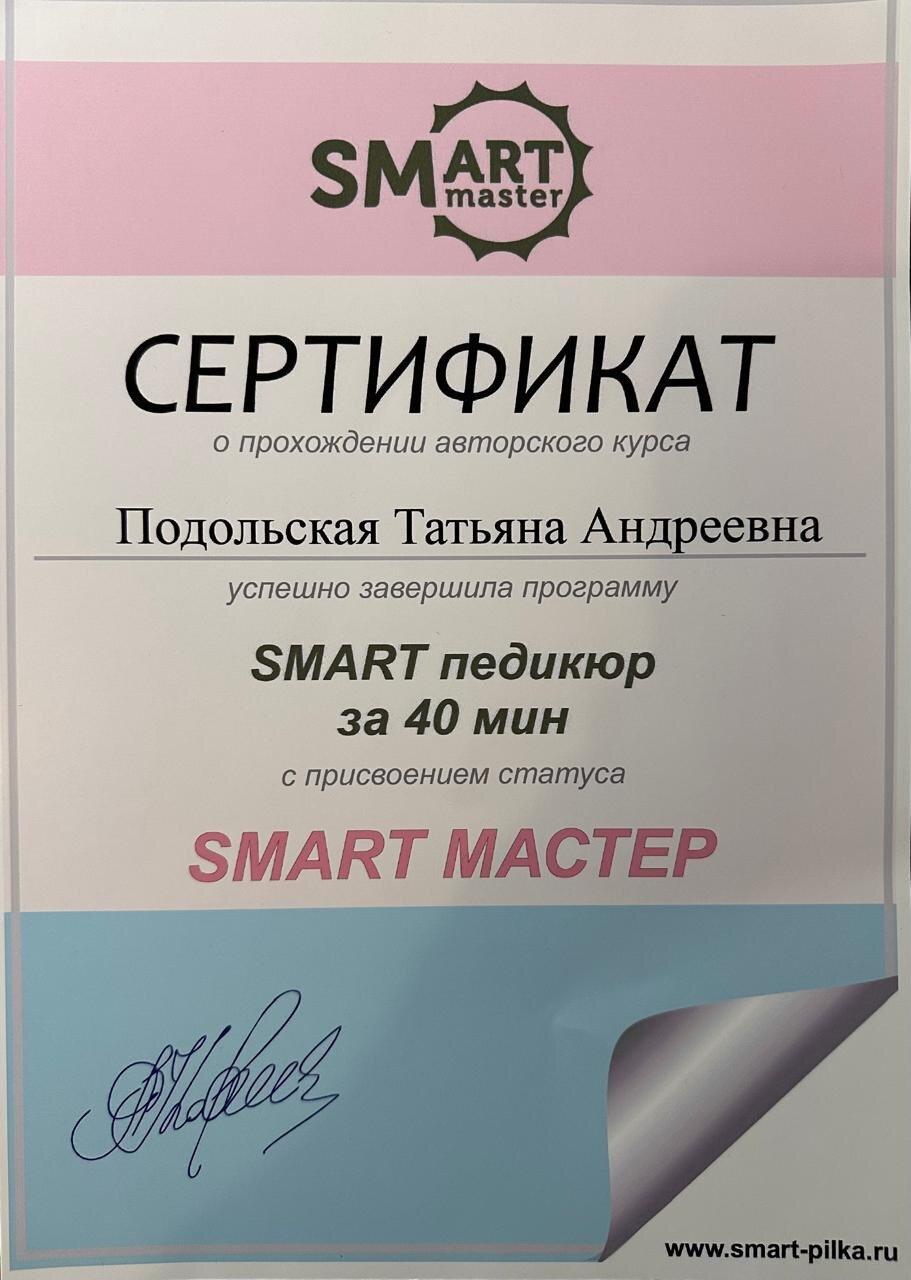 SMART
master
СЕРТИФИКАТ
о прохождении авторского курса
Подольская Татьяна Андреевна
успешно завершила программу
SMART педикюр
за 40 мин
с присвоением статуса
SMART МАСТЕР
www.smart-pilka.ru